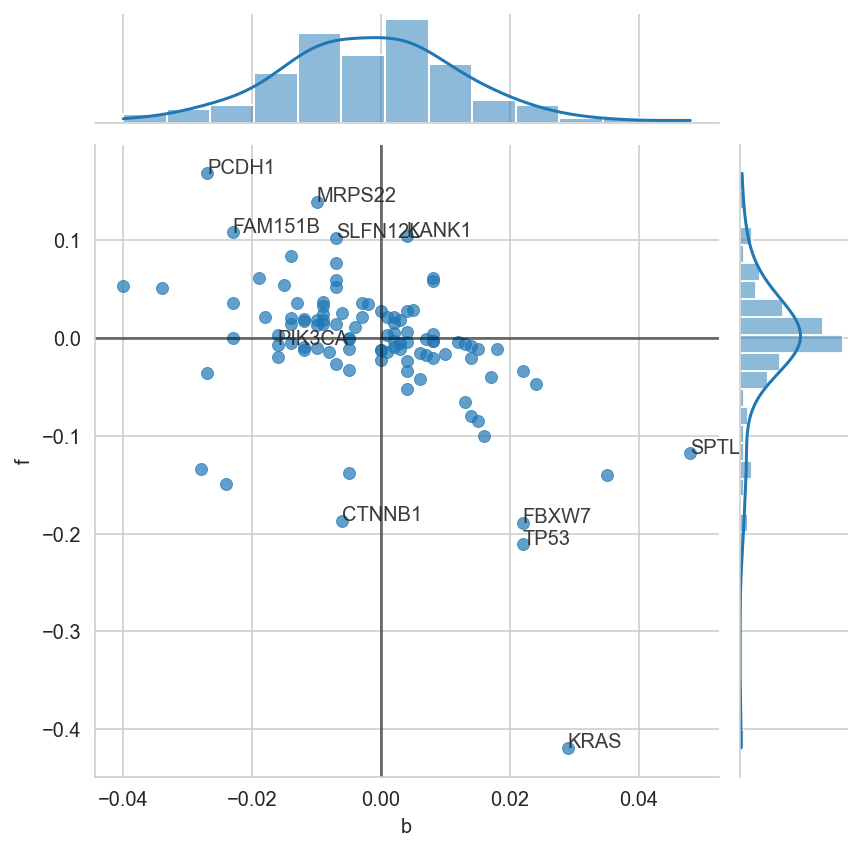 PCDH1
MRPS22
FAM151B
SLFN12L
KANK1
0.1
PIK3CA
0.0
−0.1
SPTL
f
CTNNB1
FBXW7
−0.2
TP53
−0.3
−0.4
KRAS
−0.04
−0.02
0.00
0.02
0.04
b